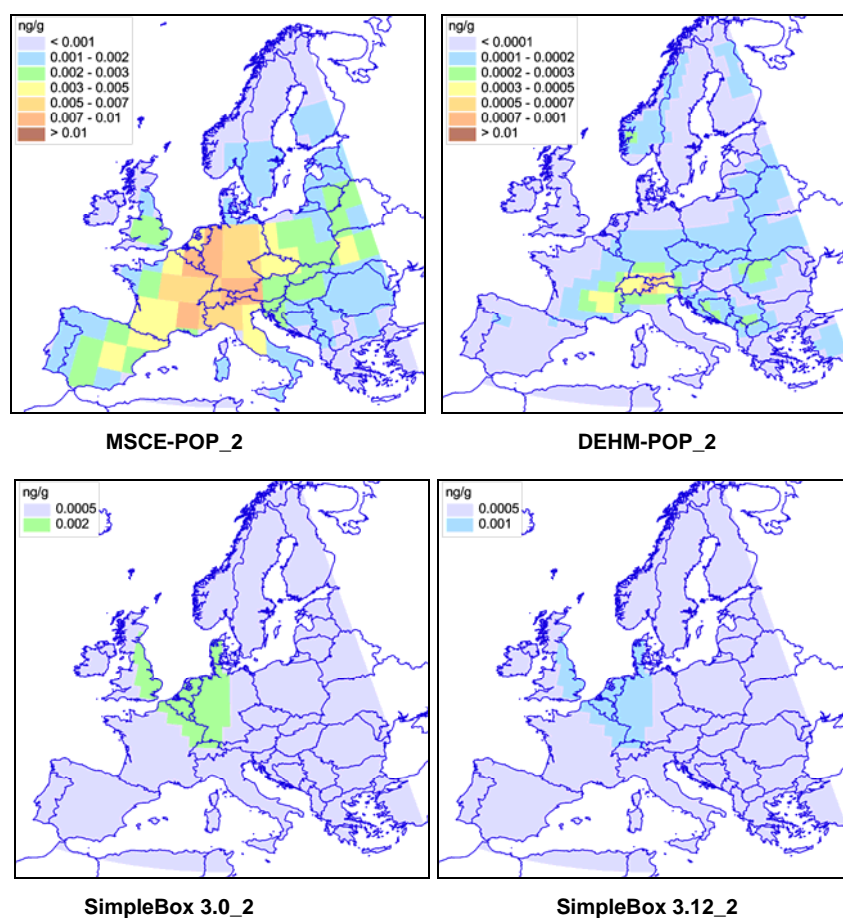 ng/g
< 0.001
0.001 - 0.002
0.002 - 0.003
0.003 - 0.005
0.005 - 0.007
0.007 - 0.01
> 0.01
ng/g
< 0.0001
0.0001 - 0.0002
0.0002 - 0.0003
0.0003 - 0.0005
0.0005 - 0.0007
0.0007 - 0.001
> 0.01
MSCE-POP_2
DEHM-POP_2
ng/g
0.0005
0.002
ng/g
0.0005
0.001
SimpleBox 3.0_2
SimpleBox 3.12_2